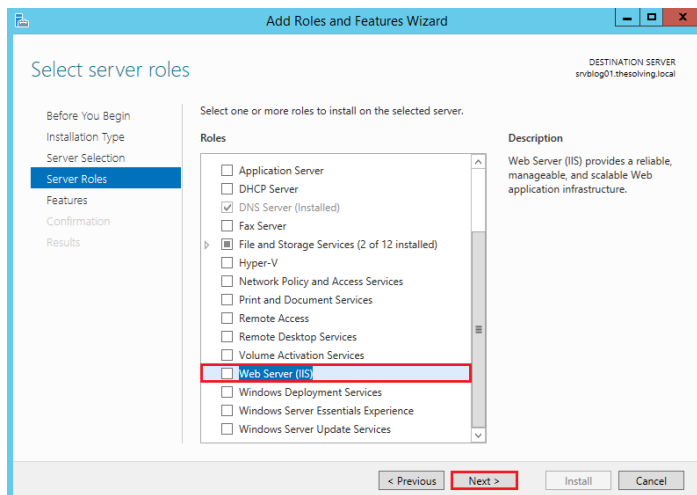 Add Roles and Features Wizard
Select server roles
DESTINATION SERVER
srvblog01.thesolving.local
Before You Begin
Installation Type
Server Selection
Server Roles
Features
Confirmation
Results
Select one or more roles to install on the selected server.
Roles
Application Server
DHCP Server
DNS Server (Installed)
Fax Server
File and Storage Services (2 of 12 installed)
Hyper-V
Network Policy and Access Services
Print and Document Services
Remote Access
Remote Desktop Services
Volume Activation Services
Web Server (IIS)
Windows Deployment Services
Windows Server Essentials Experience
Windows Server Update Services
Description
Web Server (IIS) provides a reliable,
manageable, and scalable Web
application infrastructure.
< Previous
Next >
Install
Cancel